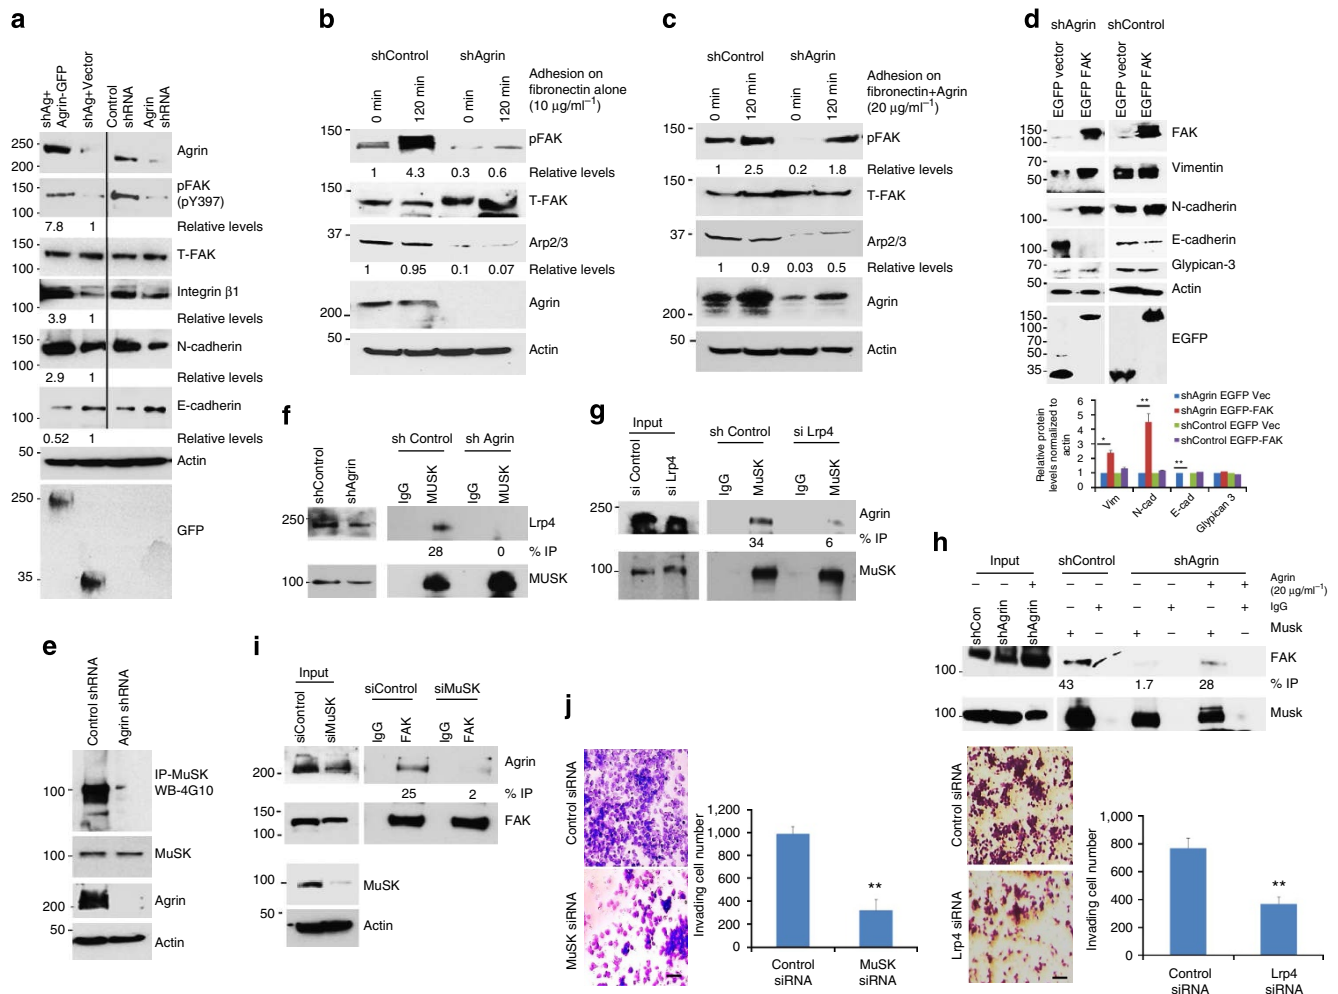 a
shAg+
Agrin-GFP
shAg+Vector
Control
shRNA
Agrin
shRNA
250
200
Agrin
150
100
pFAK
(pY397)
7.8 1 Relative levels
150
100
T-FAK
100
Integrin β1
3.9 1 Relative levels
150
100
N-cadherin
2.9 1 Relative levels
100
E-cadherin
0.52 1 Relative levels
50
Actin
250
35
GFP
b
shControl shAgrin
0 min
120 min
0 min
120 min
Adhesion on
fibronectin alone
(10 μg/ml−1)
150
pFAK
1 4.3 0.3 0.6 Relative levels
150
T-FAK
37
Arp2/3
1 0.95 0.1 0.07 Relative levels
200
Agrin
50
Actin
c
shControl shAgrin
0 min
120 min
0 min
120 min
Adhesion on
fibronectin+Agrin
(20 μg/ml−1)
150
pFAK
1 2.5 0.2 1.8 Relative levels
150
T-FAK
37
Arp2/3
1 0.9 0.03 0.5 Relative levels
200
Agrin
50
Actin
d
shAgrin shControl
EGFP vector
EGFP FAK
EGFP vector
EGFP FAK
150
100
FAK
70
50
Vimentin
100
N-cadherin
100
E-cadherin
70
Glypican-3
50
Actin
150
100
70
50
35
EGFP
Relative protein
levels normalized to
actin
6
5
4
3
2
1
0
*
**
**
Vim
N-cad
E-cad
Glypican 3
shAgrin EGFP Vec
shAgrin EGFP-FAK
shControl EGFP Vec
shControl EGFP-FAK
e
Control shRNA
Agrin shRNA
100
IP-MuSK
WB-4G10
100
MuSK
200
Agrin
50
Actin
f
shControl
shAgrin
sh Control sh Agrin
IgG
MUSK
IgG
MUSK
250
Lrp4
28 0 % IP
100
MUSK
g
Input
si Control
si Lrp4
sh Control si Lrp4
IgG
MuSK
IgG
MuSK
250
Agrin
34 6 % IP
100
MuSK
h
Input shControl shAgrin
– – + – – – – + + Agrin
(20 μg/ml−1)
shCon
shAgrin
shAgrin
– + – + – + IgG
+ – + – + – Musk
100
FAK
43 1.7 28 % IP
100
Musk
i
Input
siControl
siMuSK
siControl siMuSK
IgG
FAK
IgG
FAK
200
Agrin
25 2 % IP
150
100
FAK
100
MuSK
50
Actin
j
Control siRNA
MuSK siRNA
Invading cell number
1,200
1,000
800
600
400
200
0
**
Control
siRNA
MuSK
siRNA
Control siRNA
Lrp4 siRNA
Invading cell number
1,000
800
600
400
200
0
**
Control
siRNA
Lrp4
siRNA